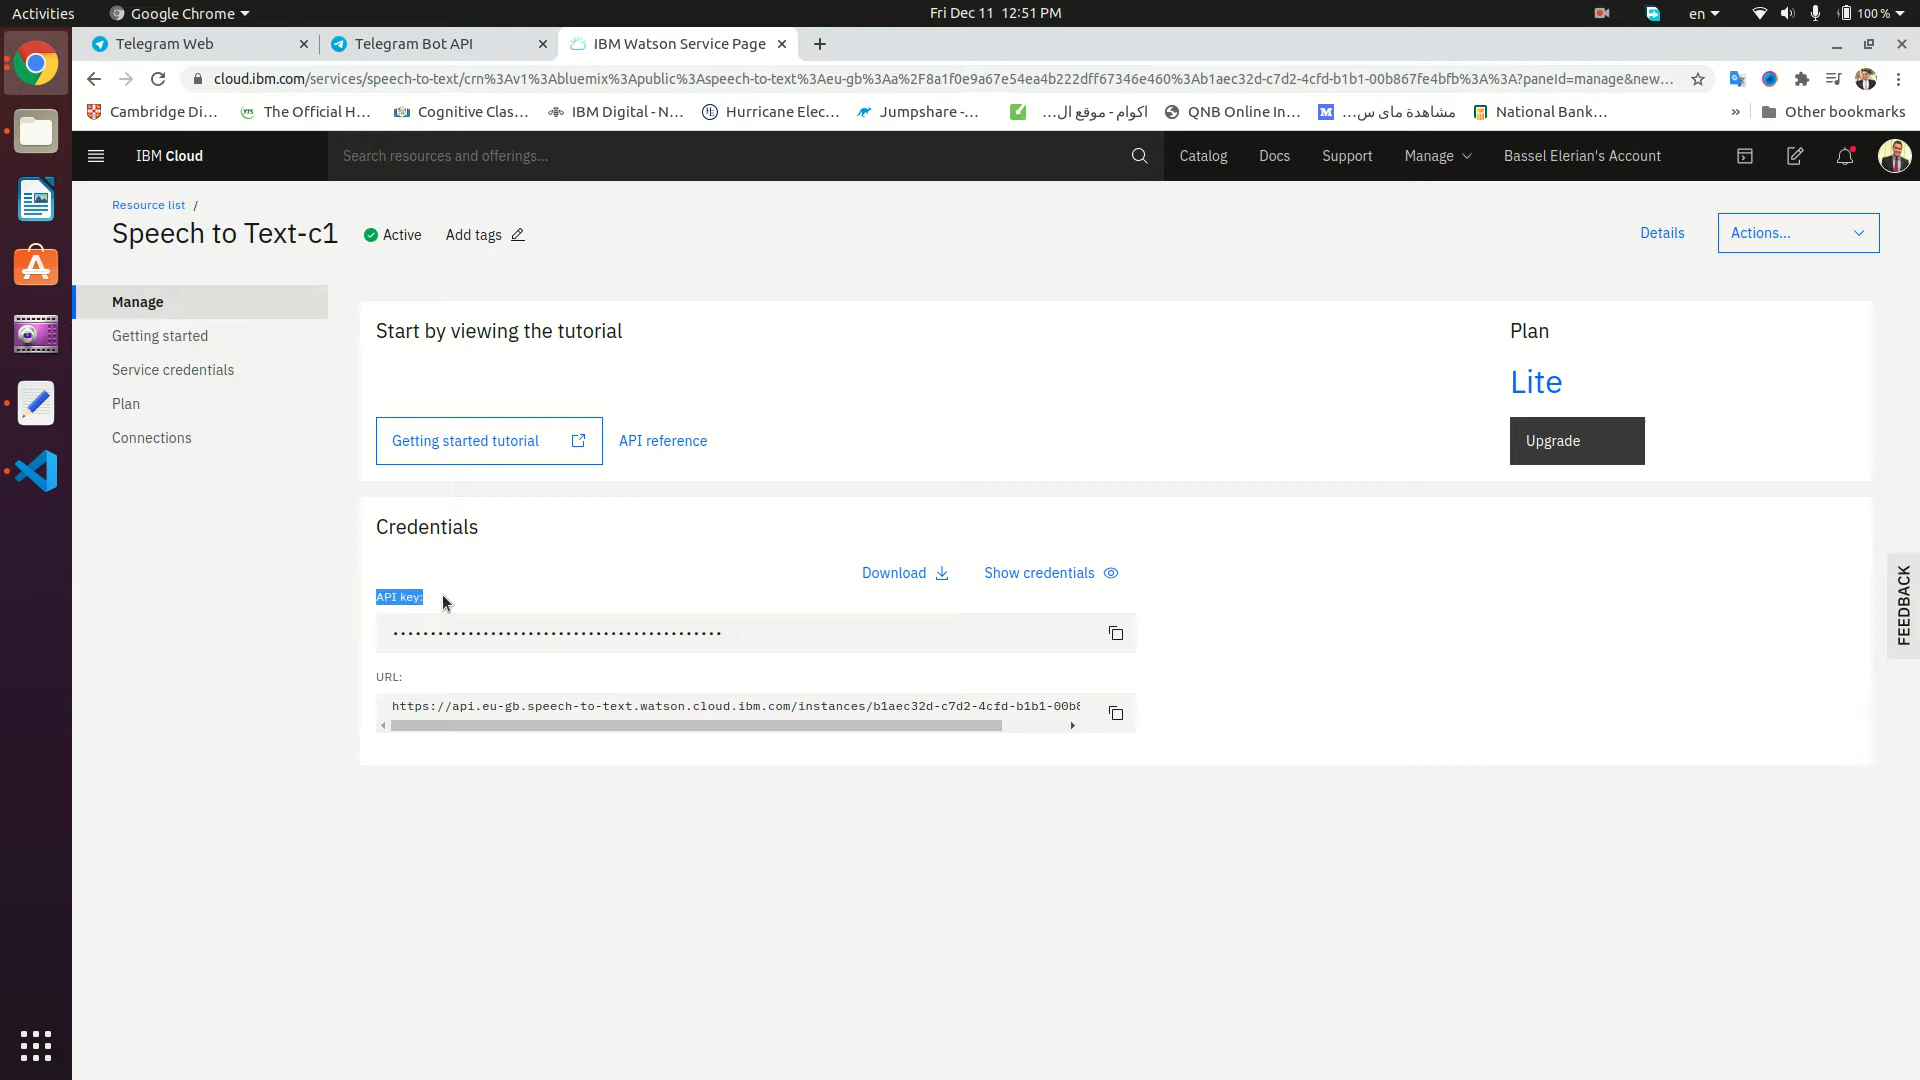 Activities
Google Chrome
Fri Dec 11 12:51 PM
en
100 %
Telegram Web
Telegram Bot API
IBM Watson Service Page
cloud.ibm.com/services/speech-to-text/crn%3Av1%3Abluemix%3Apublic%3Aspeech-to-text%3Aeu-gb%3Aa%2F8a1f0e9a67e54ea4b222dff67346e460%3Ab1aec32d-c7d2-4cfd-b1b1-00b867fe4bfb%3A%3A?paneId=manage&new...
Cambridge Di...
The Official H...
Cognitive Clas...
IBM Digital - N...
Hurricane Elec...
Jumpshare -...
اكوام - موقع ال...
QNB Online In...
مشاهدة ماى س...
National Bank...
»
Other bookmarks
IBM Cloud
Search resources and offerings...
Catalog
Docs
Support
Manage
Bassel Elerian's Account
Resource list /
Speech to Text-c1
Active
Add tags
Details
Actions...
Manage
Getting started
Service credentials
Plan
Connections
Start by viewing the tutorial
Plan
Lite
Getting started tutorial
API reference
Upgrade
Credentials
Download
Show credentials
API key:
URL:
https://api.eu-gb.speech-to-text.watson.cloud.ibm.com/instances/b1aec32d-c7d2-4cfd-b1b1-00b8
FEEDBACK